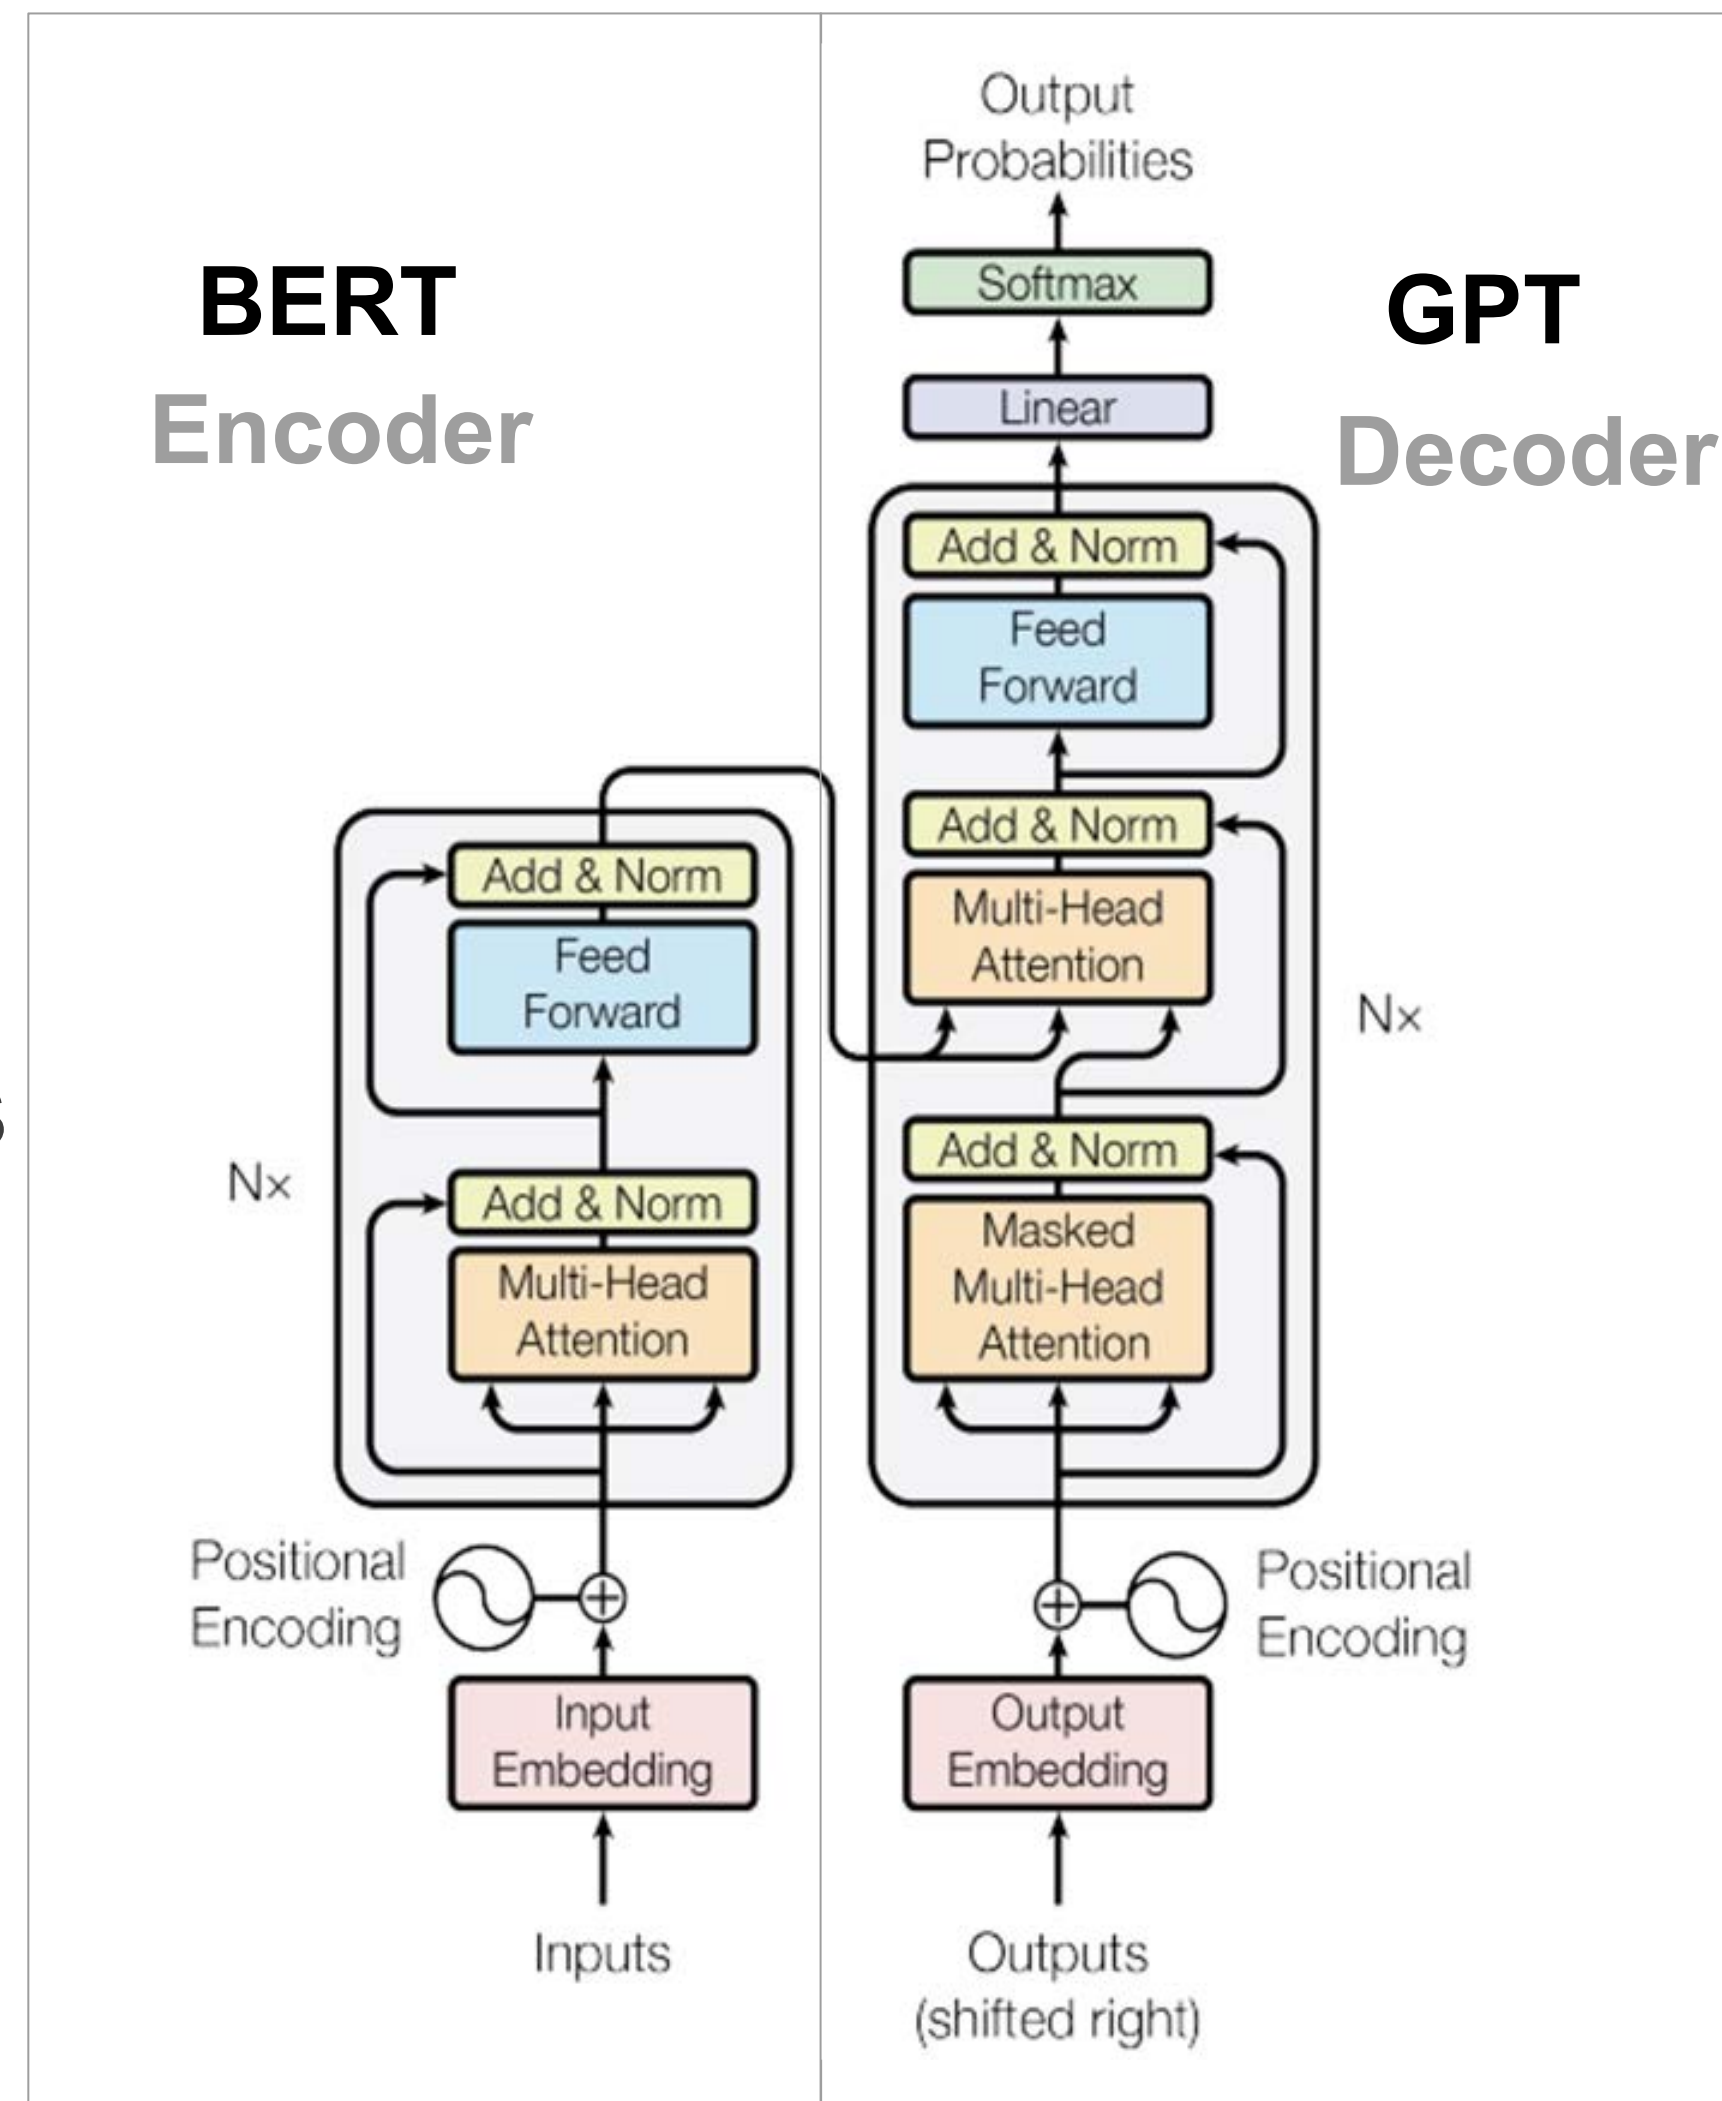 BERT
Encoder
Add & Norm
Feed
Forward
Add & Norm
Multi-Head
Attention
Nx
Positional
Encoding
Input
Embedding
Inputs
GPT
Decoder
Output
Probabilities
Softmax
Linear
Add & Norm
Feed
Forward
Add & Norm
Multi-Head
Attention
Nx
Add & Norm
Masked
Multi-Head
Attention
Positional
Encoding
Output
Embedding
Outputs
(shifted right)